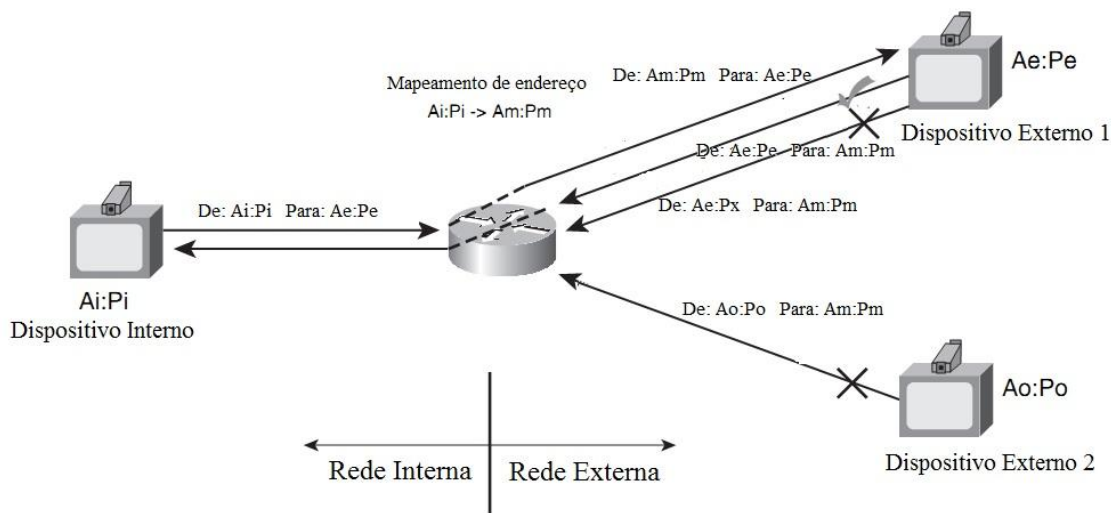 Mapeamento de endereço
Ai:Pi -> Am:Pm
De: Am:Pm Para: Ae:Pe
Ae:Pe
Dispositivo Externo 1
De: Ae:Pe Para: Am:Pm
De: Ai:Pi Para: Ae:Pe
De: Ae:Px Para: Am:Pm
Ai:Pi
Dispositivo Interno
De: Ao:Po Para: Am:Pm
Ao:Po
Dispositivo Externo 2
Rede Interna
Rede Externa